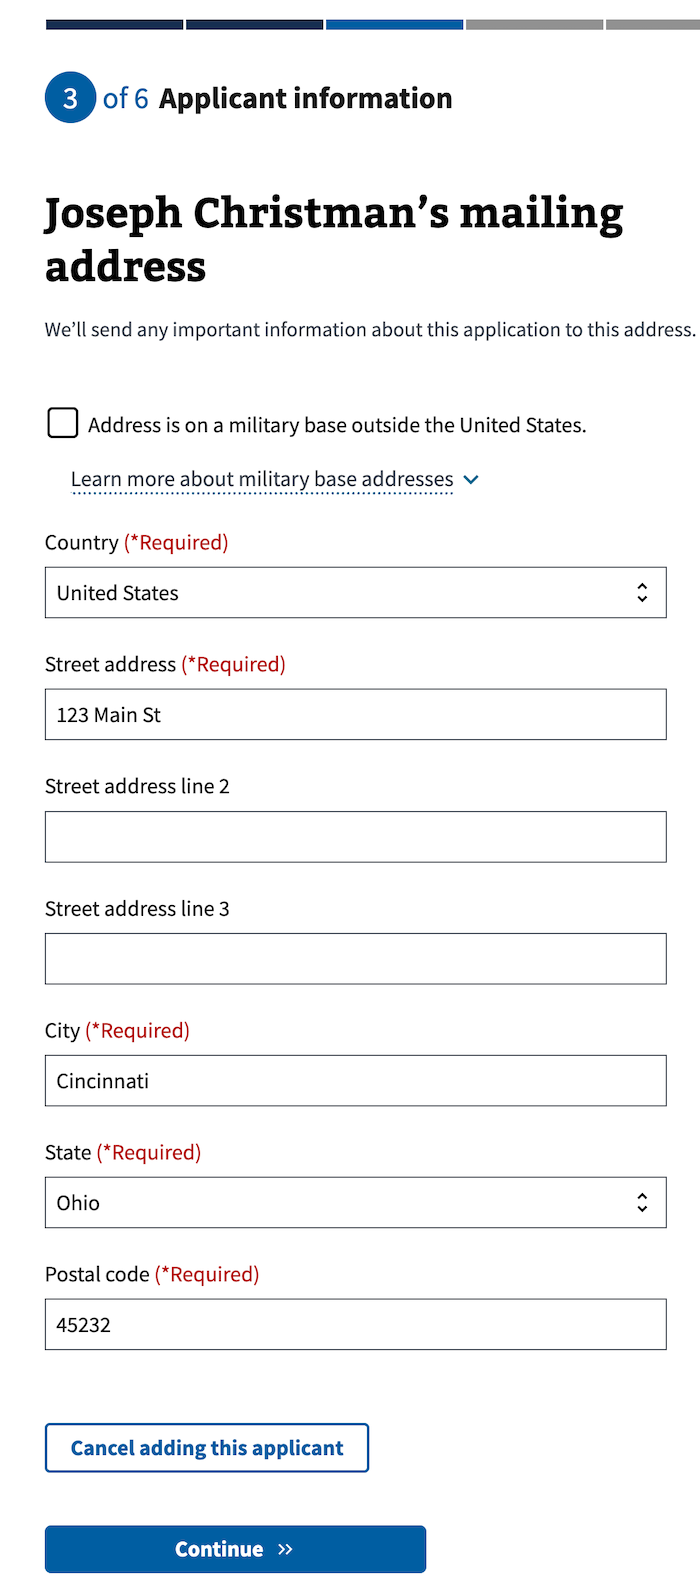 3 of 6 Applicant information
Joseph Christman’s mailing
address
We’ll send any important information about this application to this address.
Address is on a military base outside the United States.
Learn more about military base addresses
Country (*Required)
United States
Street address (*Required)
123 Main St
Street address line 2
Street address line 3
City (*Required)
Cincinnati
State (*Required)
Ohio
Postal code (*Required)
45232
Cancel adding this applicant
Continue »